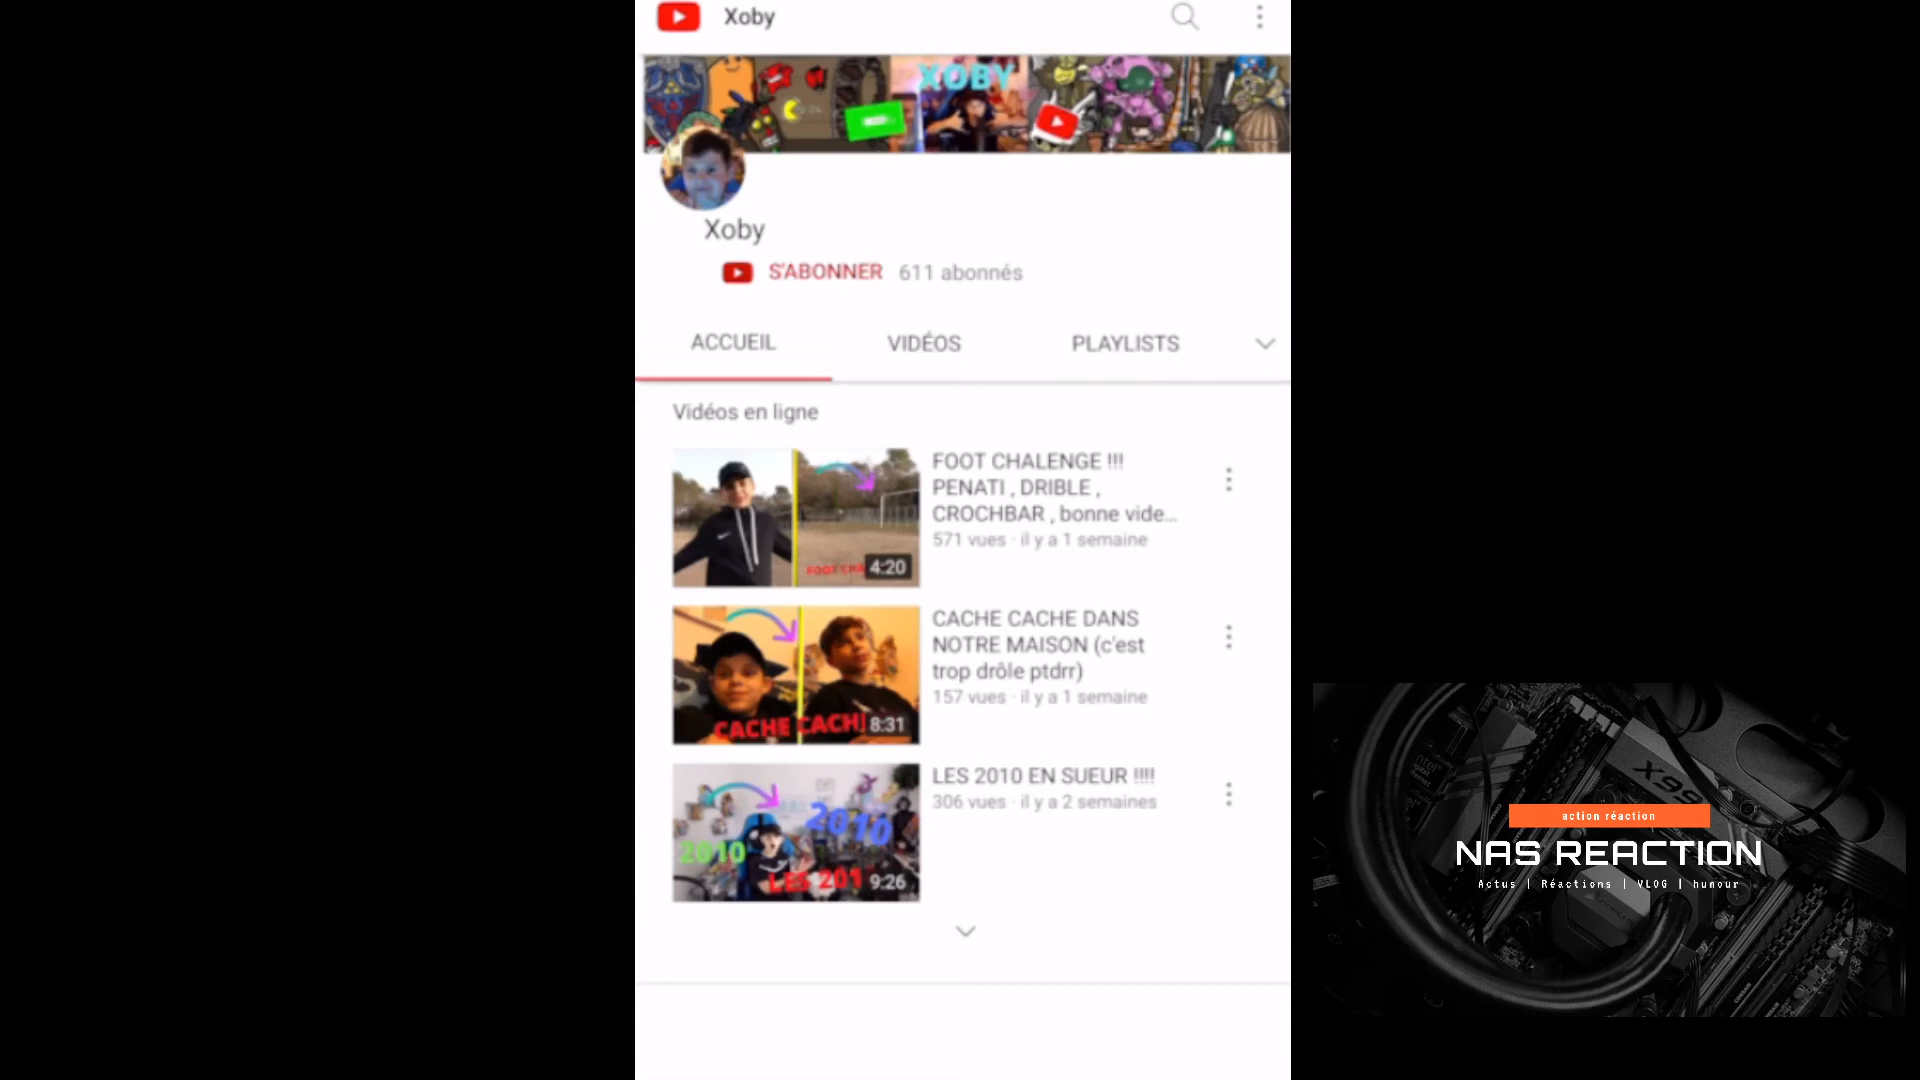 Xoby
XOBY
Xoby
S'ABONNER 611 abonnés
ACCUEIL VIDÉOS PLAYLISTS
Vidéos en ligne
FOOT CHALENGE !!!
PENATI , DRIBLE ,
CROCHBAR , bonne vide...
571 vues · il y a 1 semaine
FOOT CHA 4:20
CACHE CACHE DANS
NOTRE MAISON (c'est
trop drôle ptdrr)
157 vues · il y a 1 semaine
CACHE CACH 8:31
LES 2010 EN SUEUR !!!!
306 vues · il y a 2 semaines
2010
2010
LES 201 9:26
X99
action réaction
NAS REACTION
Actus | Réactions | VLOG | humour